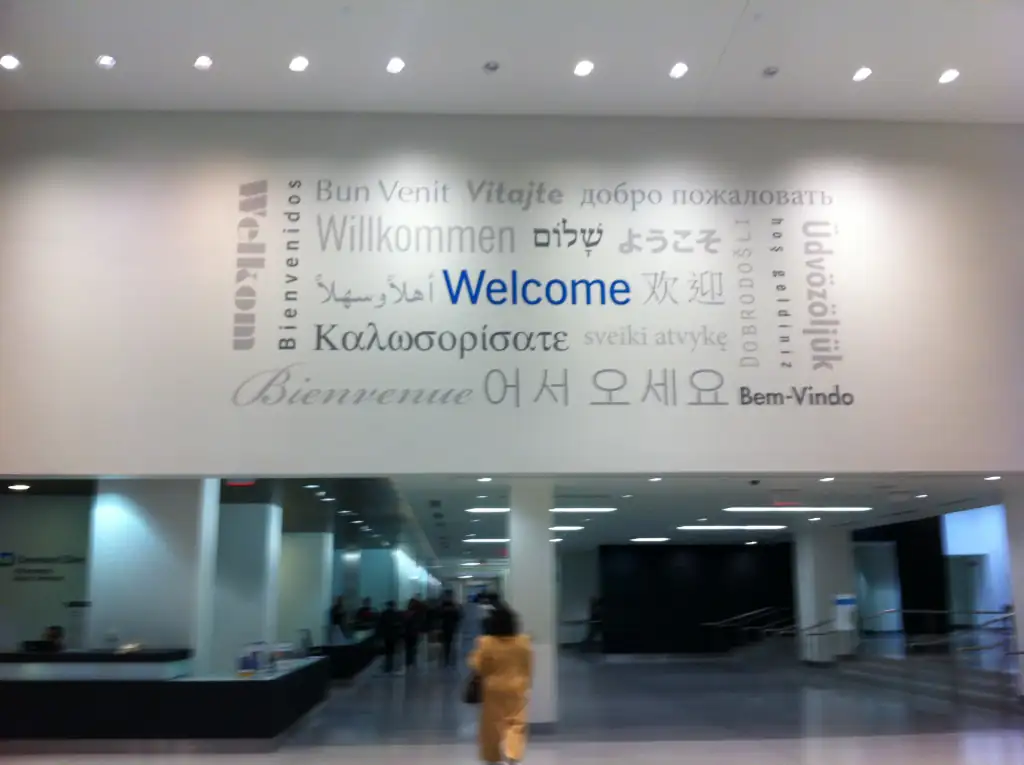 Welkom
Bienvenidos
Bun Venit Vitajte добро пожаловать
Willkommen שָׁלוֹם ようこそ
أهلاً وسهلاً Welcome 欢迎
Καλωσορίσατε sveiki atvykę
Bienvenue 어서 오세요 Bem-Vindo
DOBRODOŠLI
hoş geldiniz
Üdvözöljük